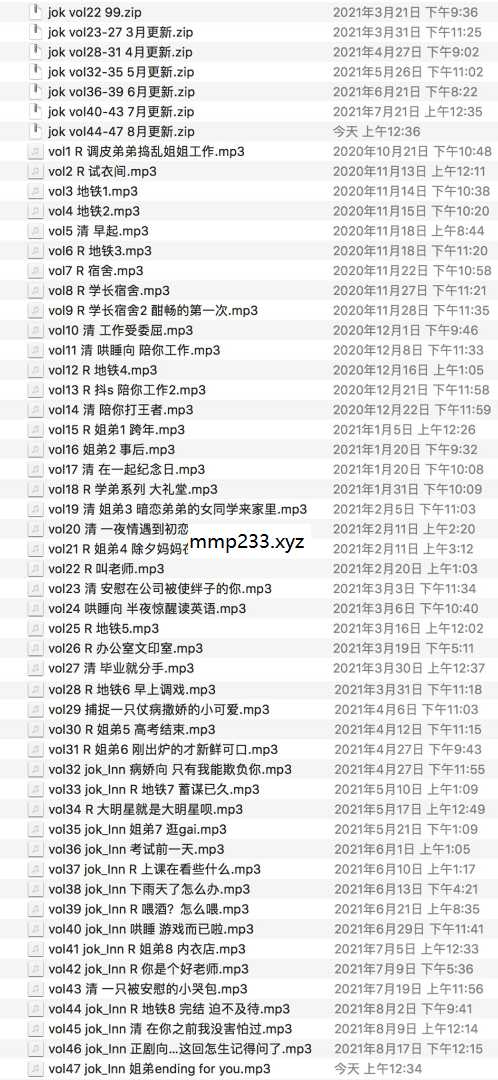 jok vol22 99.zip 2021年3月21日 下午9:36
jok vol23-27 3月更新.zip 2021年3月31日 下午11:25
jok vol28-31 4月更新.zip 2021年4月27日 下午9:02
jok vol32-35 5月更新.zip 2021年5月26日 下午11:02
jok vol36-39 6月更新.zip 2021年6月21日 下午8:22
jok vol40-43 7月更新.zip 2021年7月21日 上午12:35
jok vol44-47 8月更新.zip 今天 上午12:36
vol1 R 调皮弟弟捣乱姐姐工作.mp3 2020年10月21日 下午10:48
vol2 R 试衣间.mp3 2020年11月13日 上午12:11
vol3 地铁1.mp3 2020年11月14日 下午10:38
vol4 地铁2.mp3 2020年11月15日 下午10:20
vol5 清 早起.mp3 2020年11月18日 上午8:44
vol6 R 地铁3.mp3 2020年11月18日 下午11:20
vol7 R 宿舍.mp3 2020年11月22日 下午10:58
vol8 R 学长宿舍.mp3 2020年11月27日 下午11:21
vol9 R 学长宿舍2 酣畅的第一次.mp3 2020年11月28日 下午11:35
vol10 清 工作受委屈.mp3 2020年12月1日 下午9:46
vol11 清 哄睡向 陪你工作.mp3 2020年12月8日 下午11:33
vol12 R 地铁4.mp3 2020年12月16日 上午1:05
vol13 R 抖s 陪你工作2.mp3 2020年12月21日 下午11:58
vol14 清 陪你打王者.mp3 2020年12月22日 下午11:59
vol15 R 姐弟1 跨年.mp3 2021年1月5日 上午12:26
vol16 姐弟2 事后.mp3 2021年1月20日 下午9:32
vol17 清 在一起纪念日.mp3 2021年1月20日 下午10:08
vol18 R 学弟系列 大礼堂.mp3 2021年1月31日 下午10:09
vol19 清 姐弟3 暗恋弟弟的女同学来家里.mp3 2021年2月5日 下午11:03
vol20 清 一夜情遇到初恋 2021年2月11日 上午2:20
vol21 R 姐弟4 除夕妈妈在 2021年2月11日 下午3:12
mmp233.xyz
vol22 R 叫老师.mp3 2021年2月20日 上午1:03
vol23 清 安慰在公司被使绊子的你.mp3 2021年3月3日 下午11:34
vol24 哄睡向 半夜惊醒读英语.mp3 2021年3月6日 下午10:40
vol25 R 地铁5.mp3 2021年3月16日 上午12:02
vol26 R 办公室文印室.mp3 2021年3月19日 下午5:11
vol27 清 毕业就分手.mp3 2021年3月30日 上午12:37
vol28 R 地铁6 早上调戏.mp3 2021年3月31日 下午11:18
vol29 捕捉一只仗病撒娇的小可爱.mp3 2021年4月6日 下午11:03
vol30 R 姐弟5 高考结束.mp3 2021年4月12日 下午11:15
vol31 R 姐弟6 刚出炉的才新鲜可口.mp3 2021年4月27日 下午9:43
vol32 jok_Inn 病娇向 只有我能欺负你.mp3 2021年4月27日 下午11:55
vol33 jok_Inn R 地铁7 蓄谋已久.mp3 2021年5月10日 上午1:09
vol34 R 大明星就是大明星呗.mp3 2021年5月17日 上午12:49
vol35 jok_Inn 姐弟7 逛gai.mp3 2021年5月21日 下午1:09
vol36 jok_Inn 考试前一天.mp3 2021年6月1日 上午1:05
vol37 jok_Inn R 上课在看些什么.mp3 2021年6月10日 上午1:17
vol38 jok_Inn 下雨天了怎么办.mp3 2021年6月13日 下午4:21
vol39 jok_Inn R 喂酒？怎么喂.mp3 2021年6月21日 上午8:35
vol40 jok_Inn 哄睡 游戏而已啦.mp3 2021年6月29日 下午11:41
vol41 jok_Inn R 姐弟8 内衣店.mp3 2021年7月5日 上午12:33
vol42 jok_Inn R 你是个好老师.mp3 2021年7月9日 下午5:36
vol43 清 一只被安慰的小哭包.mp3 2021年7月19日 上午11:56
vol44 jok_Inn R 地铁8 完结 迫不及待.mp3 2021年8月2日 下午9:41
vol45 jok_Inn 清 在你之前我没害怕过.mp3 2021年8月9日 上午12:14
vol46 jok_Inn 正剧向...这回怎生记得问了.mp3 2021年8月17日 下午12:15
vol47 jok_Inn 姐弟ending for you.mp3 今天 上午12:34